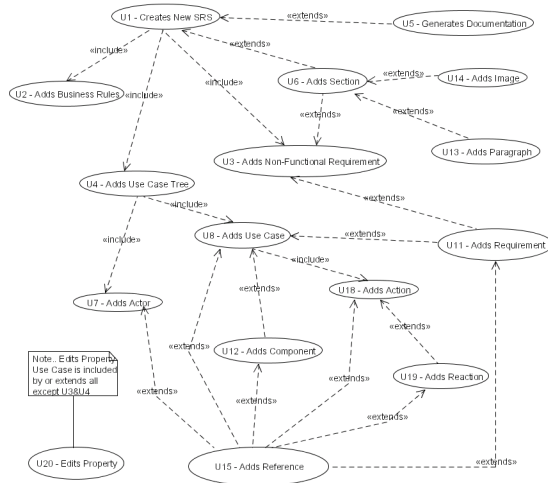 U1 - Creates New SRS
«extends»
U5 - Generates Documentation
«include»
«extends»
U6 - Adds Section
«extends»
U14 - Adds Image
«include»
U2 - Adds Business Rules
«include»
«extends»
«extends»
U13 - Adds Paragraph
U3 - Adds Non-Functional Requirement
U4 - Adds Use Case Tree
«include»
«extends»
U8 - Adds Use Case
«extends»
U11 - Adds Requirement
«include»
«include»
U18 - Adds Action
U7 - Adds Actor
«extends»
«extends»
«extends»
«extends»
Note.. Edits Property
Use Case is included
by or extends all
except U3&U4
U12 - Adds Component
U19 - Adds Reaction
«extends»
«extends»
«extends»
«extends»
U20 - Edits Property
U15 - Adds Reference
«extends»